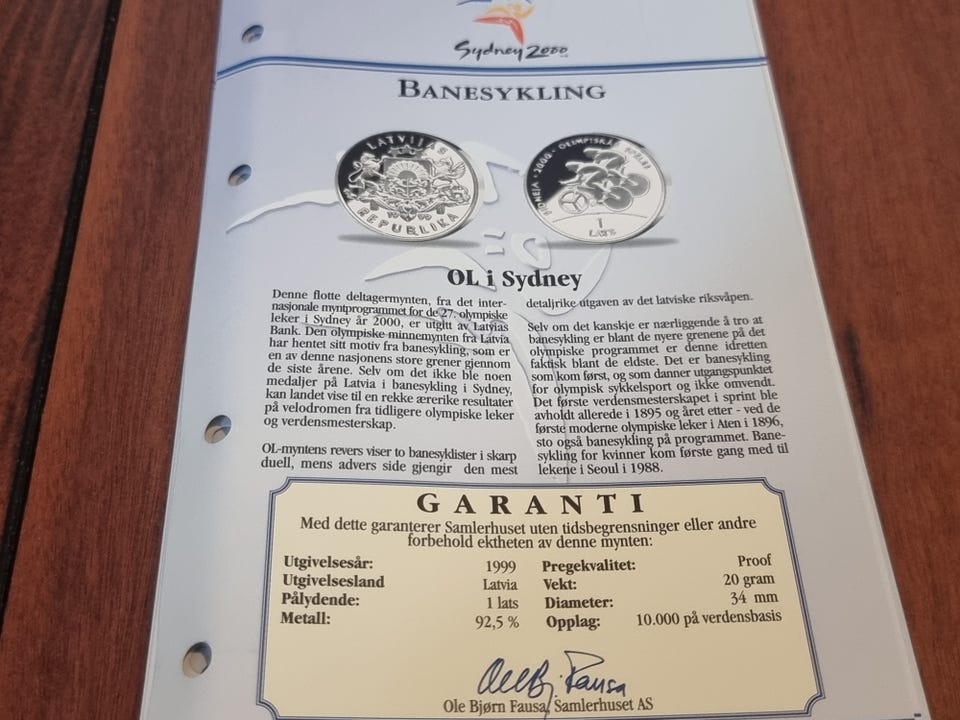 Sydney 2000
BANESYKLING
LATVIJAS
REPUBLIKA
2000 · OLIMPISKĀS
1
LATS
OL i Sydney
Denne flotte deltagermynten, fra det inter-
nasjonale myntprogrammet for de 27. olympiske
leker i Sydney år 2000, er utgitt av Latvias
Bank. Den olympiske minnemynten fra Latvia
har hentet sitt motiv fra banesykling, som er
en av denne nasjonens store grener gjennom
de siste årene. Selv om det ikke ble noen
medaljer på Latvia i banesykling i Sydney,
kan landet vise til en rekke ærerike resultater
på velodromen fra tidligere olympiske leker
og verdensmesterskap.
OL-myntens revers viser to banesyklister i skarp
duell, mens advers side gjengir den mest
detaljrike utgaven av det latviske riksvåpen.
Selv om det kanskje er nærliggende å tro at
banesykling er blant de nyere grenene på det
olympiske programmet er denne idretten
faktisk blant de eldste. Det er banesykling
som kom først, og som danner utgangspunktet
for olympisk sykkelsport og ikke omvendt.
Det første verdensmesterskapet i sprint ble
avholdt allerede i 1895 og året etter - ved de
første moderne olympiske leker i Aten i 1896,
sto også banesykling på programmet. Bane-
sykling for kvinner kom første gang med til
lekene i Seoul i 1988.
GARANTI
Med dette garanterer Samlerhuset uten tidsbegrensninger eller andre
forbehold ektheten av denne mynten:
Utgivelsesår: 1999 Pregekvalitet: Proof
Utgivelsesland Latvia Vekt: 20 gram
Pålydende: 1 lats Diameter: 34 mm
Metall: 92,5 % Opplag: 10.000 på verdensbasis
Ole Bj. Fausa
Ole Bjørn Fausa, Samlerhuset AS